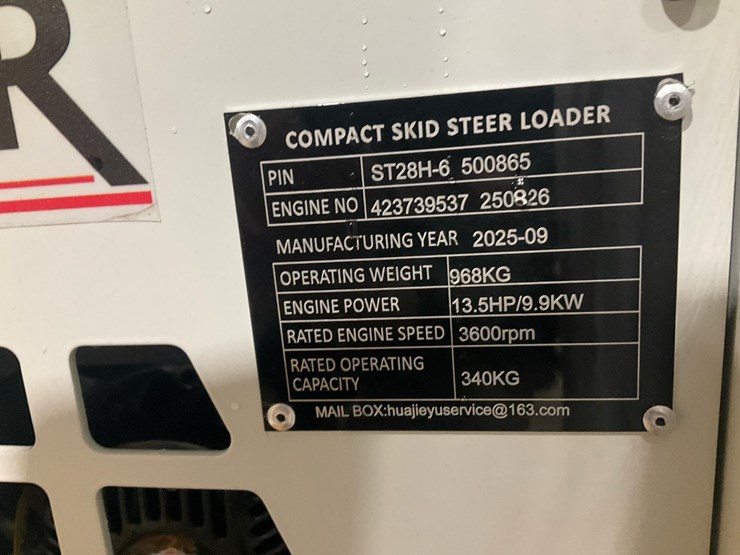 R
COMPACT SKID STEER LOADER
PIN ST28H-6 500865
ENGINE NO 423739537 250826
MANUFACTURING YEAR 2025-09
OPERATING WEIGHT 968KG
ENGINE POWER 13.5HP/9.9KW
RATED ENGINE SPEED 3600rpm
RATED OPERATING
CAPACITY 340KG
MAIL BOX:huajieyuservice@163.com